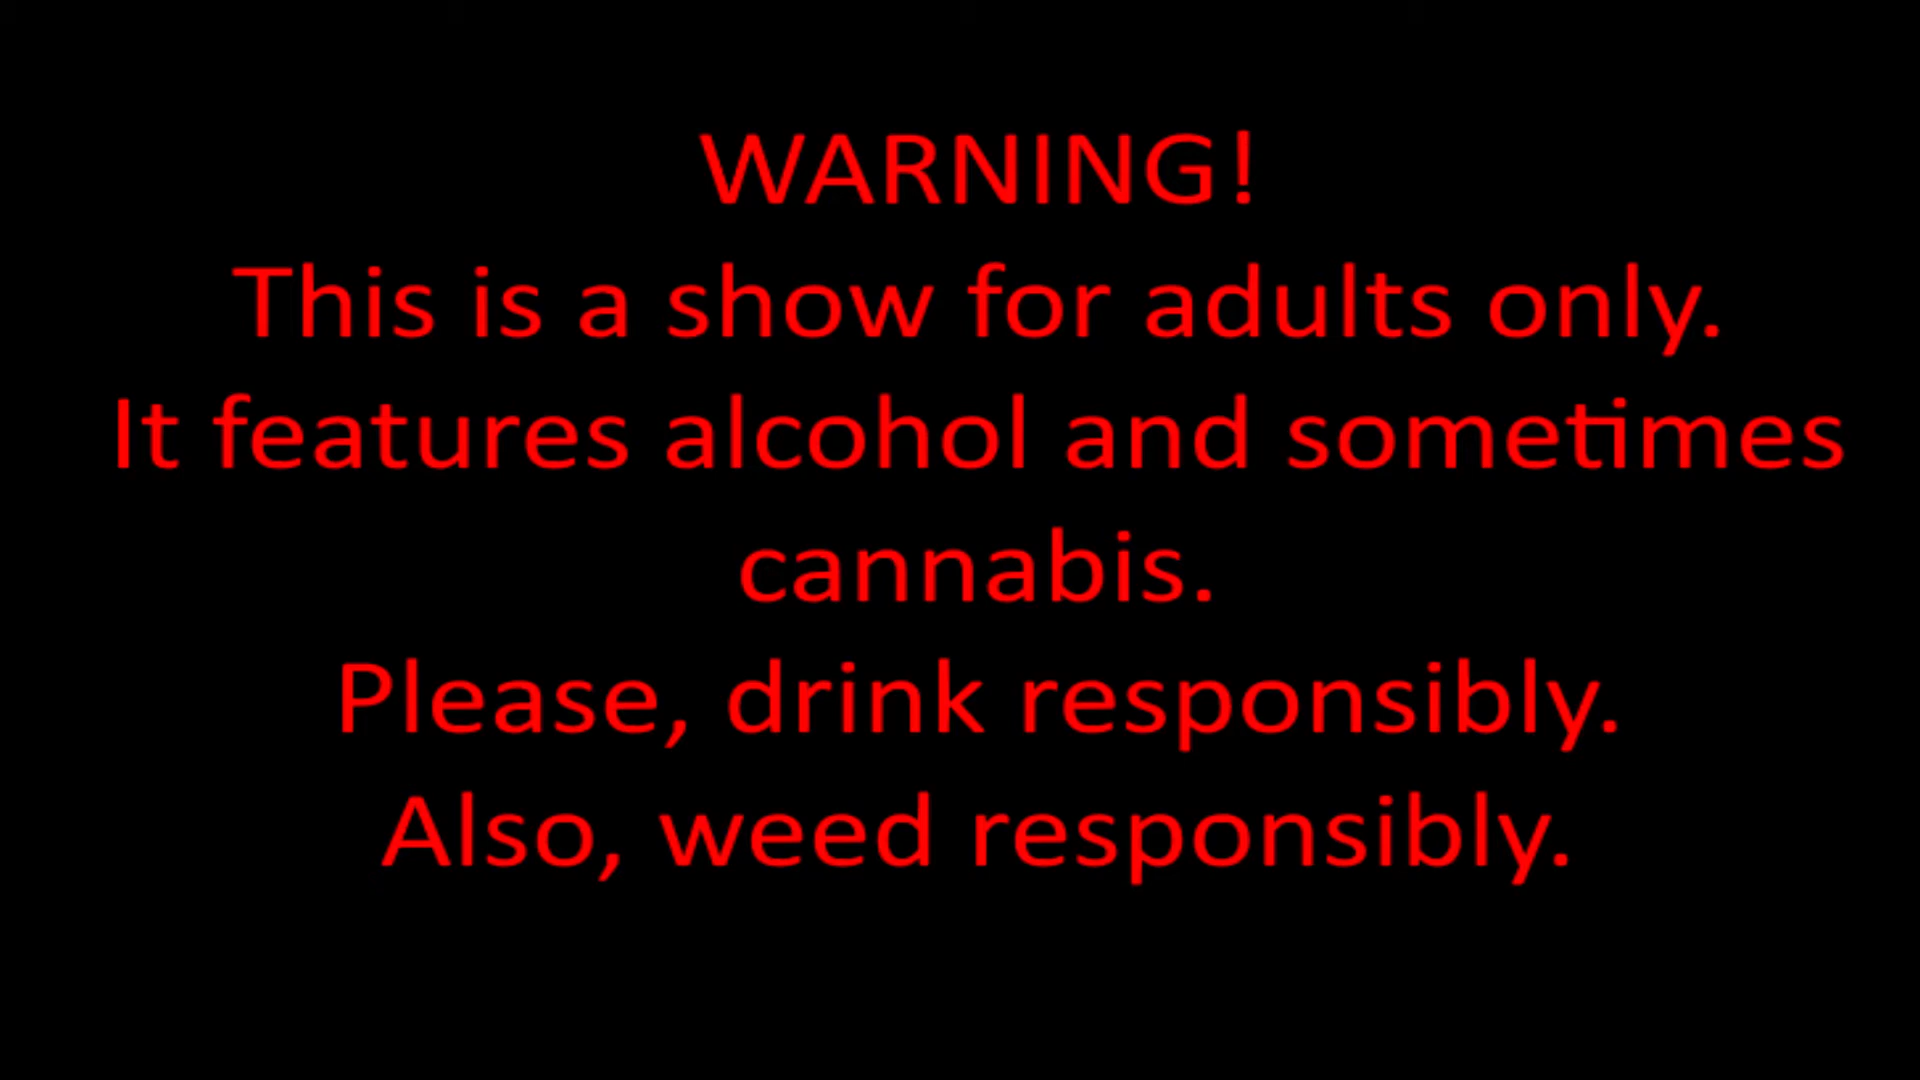 WARNING!
This is a show for adults only.
It features alcohol and sometimes
cannabis.
Please, drink responsibly.
Also, weed responsibly.